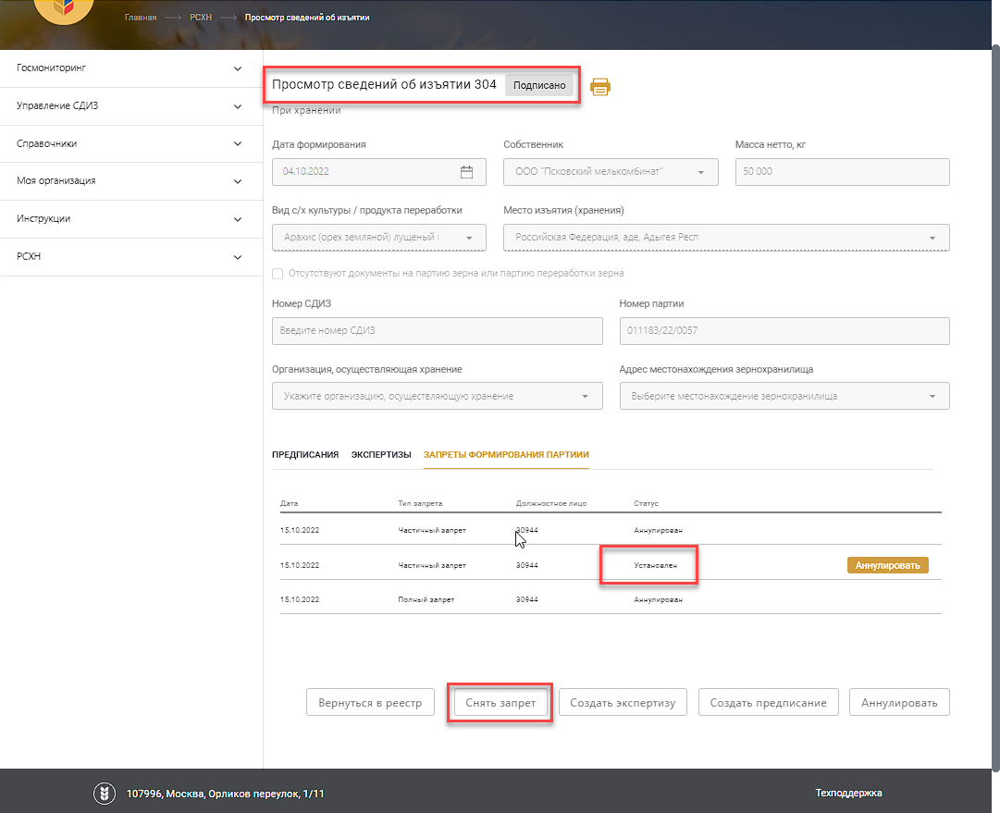 Главная РСХН Просмотр сведений об изъятии
Госмониторинг
Управление СДИЗ
Справочники
Моя организация
Инструкции
РСХН
Просмотр сведений об изъятии 304 Подписано
При хранении
Дата формирования Собственник Масса нетто, кг
04.10.2022 ООО "Псковский мелькомбинат" 50 000
Вид с/х культуры / продукта переработки Место изъятия (хранения)
Арахис (орех земляной) лущеный Российская Федерация, аде, Адыгея Респ
Отсутствуют документы на партию зерна или партию переработки зерна
Номер СДИЗ Номер партии
Введите номер СДИЗ 011183/22/0057
Организация, осуществляющая хранение Адрес местонахождения зернохранилища
Укажите организацию, осуществляющую хранение Выберите местонахождение зернохранилища
ПРЕДПИСАНИЯ ЭКСПЕРТИЗЫ ЗАПРЕТЫ ФОРМИРОВАНИЯ ПАРТИИИ
Дата Тип запрета Должностное лицо Статус
15.10.2022 Частичный запрет 30944 Аннулирован
15.10.2022 Частичный запрет 30944 Установлен Аннулировать
15.10.2022 Полный запрет 30944 Аннулирован
Вернуться в реестр Снять запрет Создать экспертизу Создать предписание Аннулировать
107996, Москва, Орликов переулок, 1/11 Техподдержка